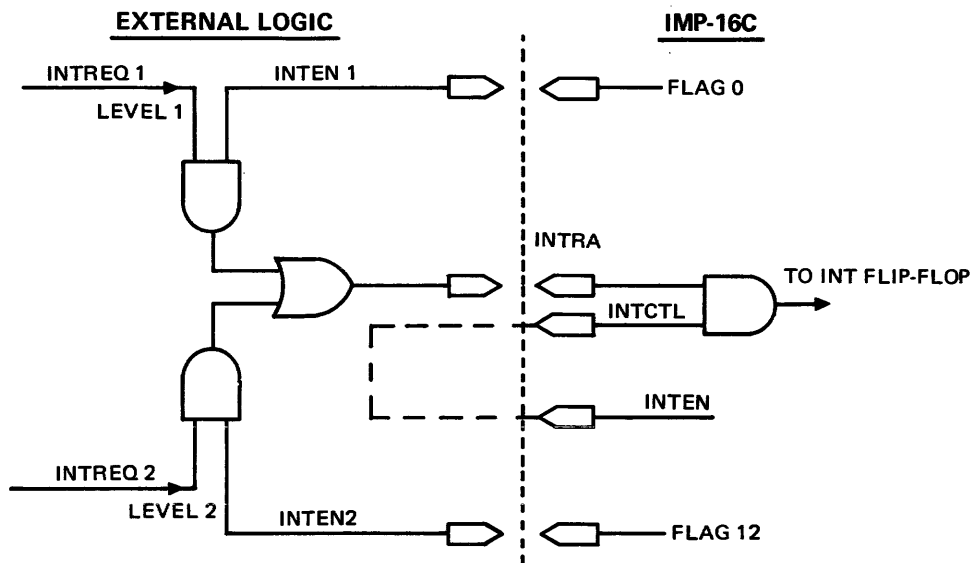 EXTERNAL LOGIC
IMP-16C
INTREQ 1
INTEN 1
FLAG 0
LEVEL 1
INTRA
TO INT FLIP-FLOP
INTCTL
INTEN
INTREQ 2
LEVEL 2
INTEN2
FLAG 12